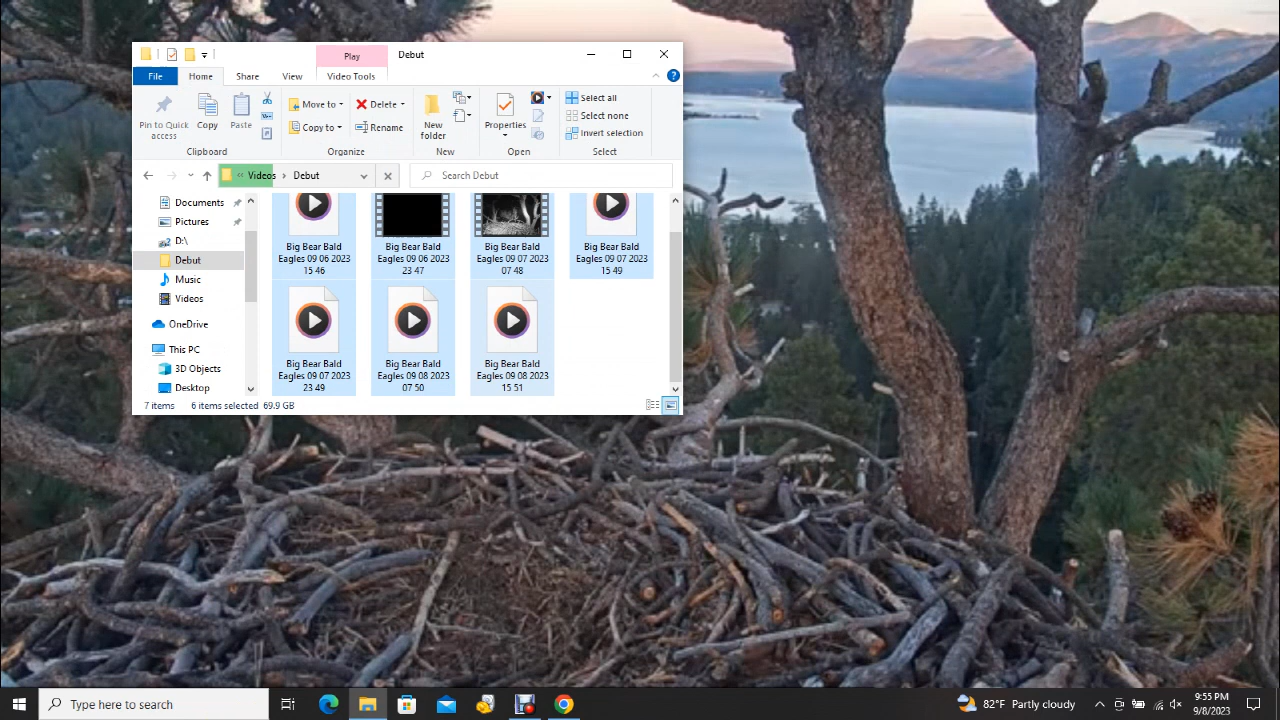 Play
Debut
File
Home
Share
View
Video Tools
Pin to Quick
access
Copy
Paste
Move to
Copy to
Delete
Rename
New
folder
Properties
Select all
Select none
Invert selection
Clipboard
Organize
New
Open
Select
Videos
Debut
Search Debut
Documents
Pictures
D:\
Debut
Music
Videos
OneDrive
This PC
3D Objects
Desktop
Big Bear Bald
Eagles 09 06 2023
15 46
Big Bear Bald
Eagles 09 06 2023
23 47
Big Bear Bald
Eagles 09 07 2023
07 48
Big Bear Bald
Eagles 09 07 2023
15 49
Big Bear Bald
Eagles 09 07 2023
23 49
Big Bear Bald
Eagles 09 08 2023
07 50
Big Bear Bald
Eagles 09 08 2023
15 51
7 items 6 items selected 69.9 GB
Type here to search
82°F Partly cloudy
9:55 PM
9/8/2023